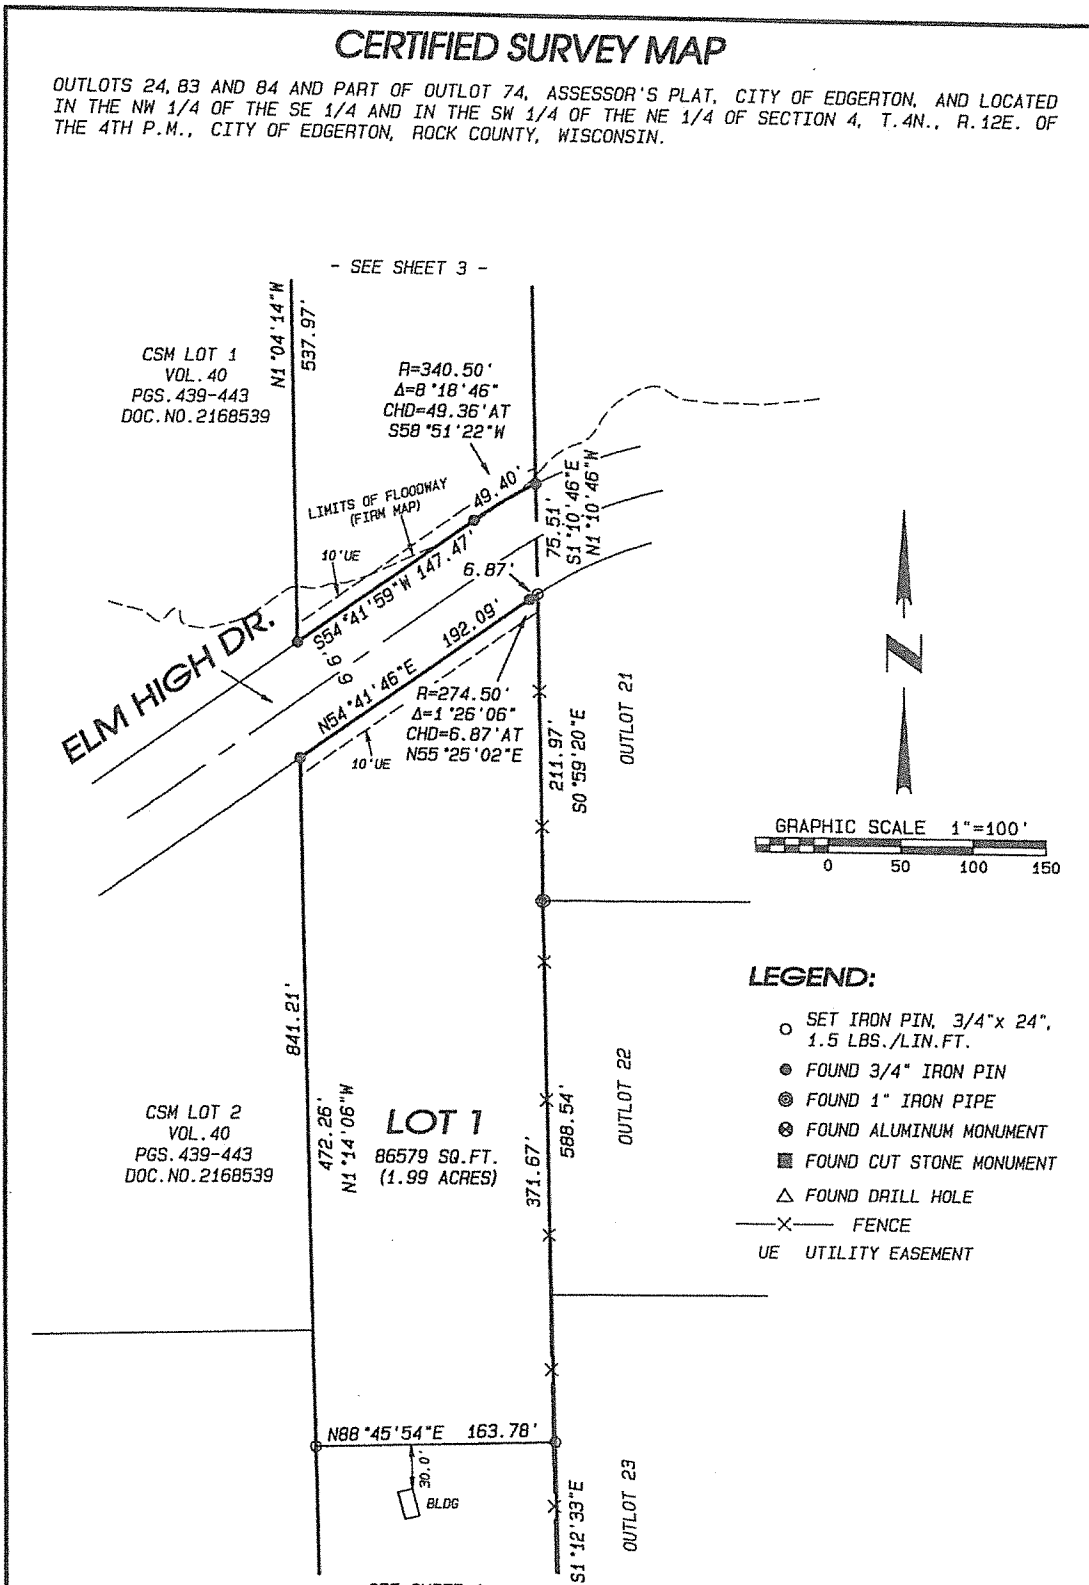 CERTIFIED SURVEY MAP
OUTLOTS 24, 83 AND 84 AND PART OF OUTLOT 74, ASSESSOR'S PLAT, CITY OF EDGERTON, AND LOCATED
IN THE NW 1/4 OF THE SE 1/4 AND IN THE SW 1/4 OF THE NE 1/4 OF SECTION 4, T.4N., R.12E. OF
THE 4TH P.M., CITY OF EDGERTON, ROCK COUNTY, WISCONSIN.
- SEE SHEET 3 -
N1°04'14"W
537.97'
CSM LOT 1
VOL.40
PGS.439-443
DOC.NO.2168539
R=340.50'
Δ=8°18'46"
CHD=49.36'AT
S58°51'22"W
LIMITS OF FLOODWAY
(FIRM MAP)
49.40'
10'UE
S54°41'59"W 147.47'
75.51'
S1°10'46"E
N1°10'46"W
6.87'
ELM HIGH DR.
66'
N54°41'46"E 192.09'
R=274.50'
Δ=1°26'06"
CHD=6.87'AT
N55°25'02"E
10'UE
211.97'
S0°59'20"E
OUTLOT 21
N
GRAPHIC SCALE 1"=100'
0 50 100 150
841.21'
472.26'
N1°14'06"W
CSM LOT 2
VOL.40
PGS.439-443
DOC.NO.2168539
LOT 1
86579 SQ.FT.
(1.99 ACRES)
371.67'
588.54'
OUTLOT 22
LEGEND:
SET IRON PIN, 3/4"x 24",
1.5 LBS./LIN.FT.
FOUND 3/4" IRON PIN
FOUND 1" IRON PIPE
FOUND ALUMINUM MONUMENT
FOUND CUT STONE MONUMENT
FOUND DRILL HOLE
FENCE
UE UTILITY EASEMENT
N88°45'54"E 163.78'
30.0'
BLDG
S1°12'33"E
OUTLOT 23